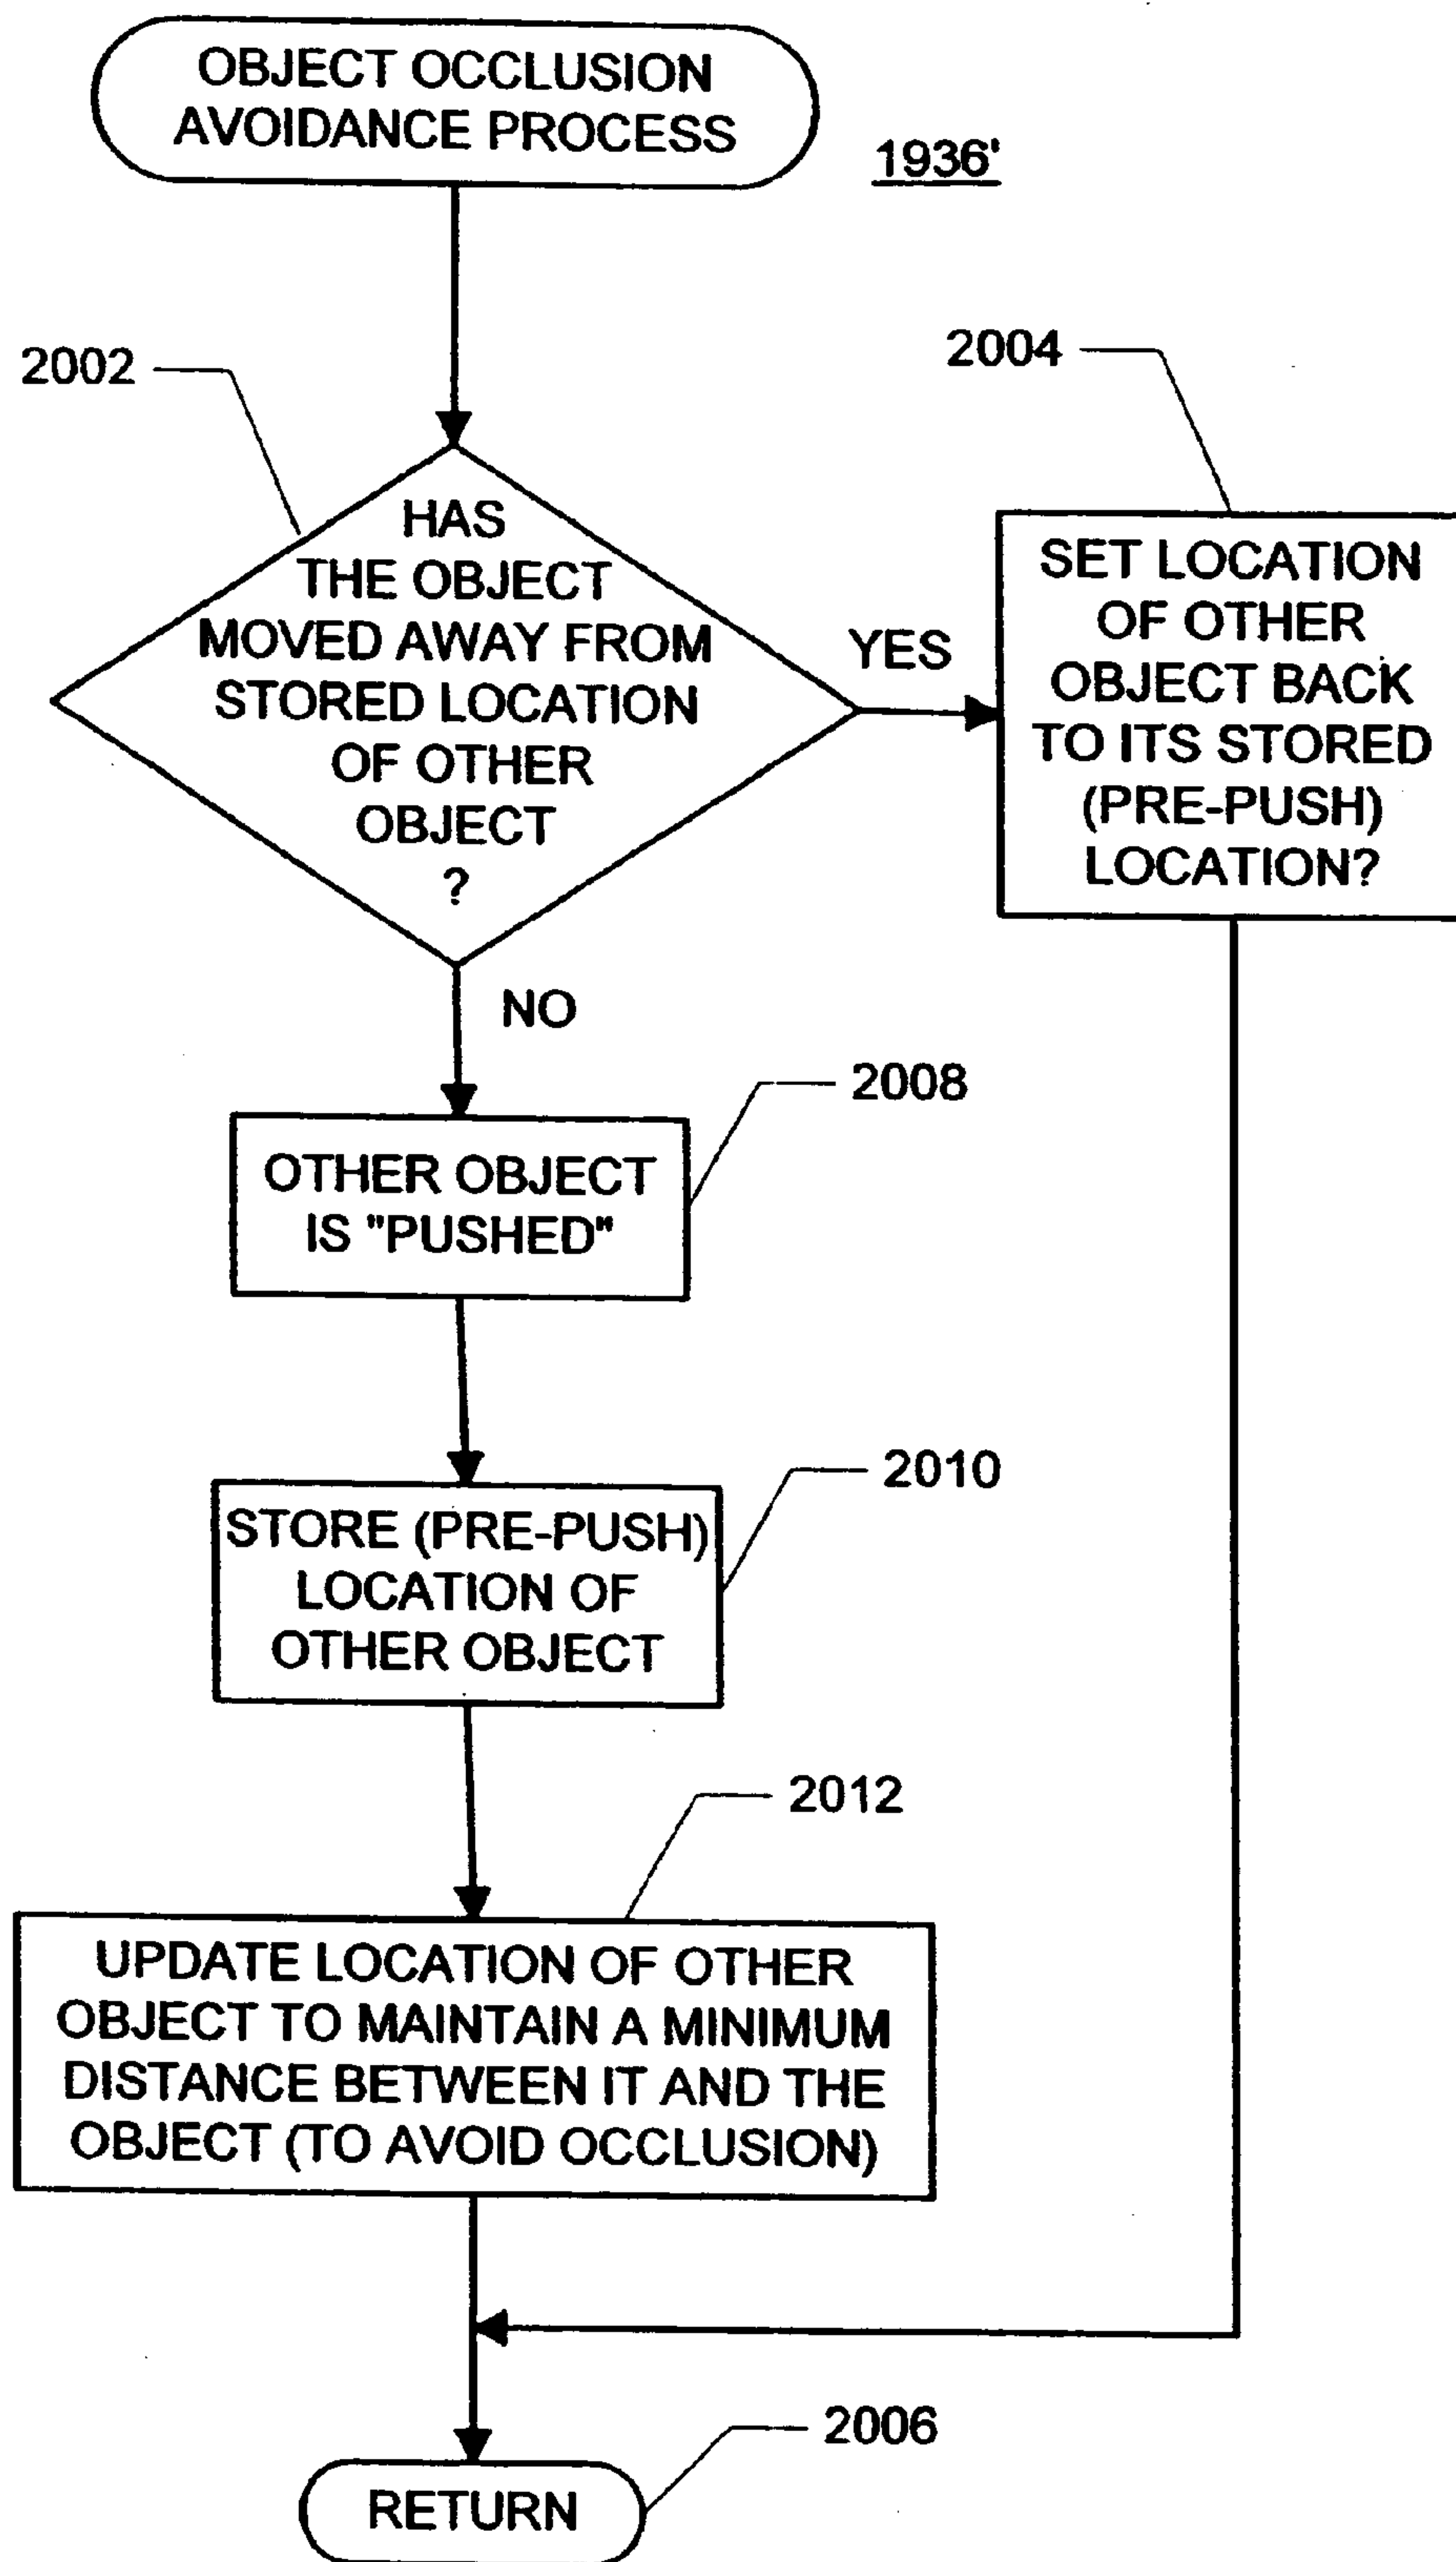 OBJECT OCCLUSION
AVOIDANCE PROCESS
1936'
2002
HAS
THE OBJECT
MOVED AWAY FROM
STORED LOCATION
OF OTHER
OBJECT
?
YES
2004
SET LOCATION
OF OTHER
OBJECT BACK
TO ITS STORED
(PRE-PUSH)
LOCATION?
NO
2008
OTHER OBJECT
IS "PUSHED"
2010
STORE (PRE-PUSH)
LOCATION OF
OTHER OBJECT
2012
UPDATE LOCATION OF OTHER
OBJECT TO MAINTAIN A MINIMUM
DISTANCE BETWEEN IT AND THE
OBJECT (TO AVOID OCCLUSION)
2006
RETURN